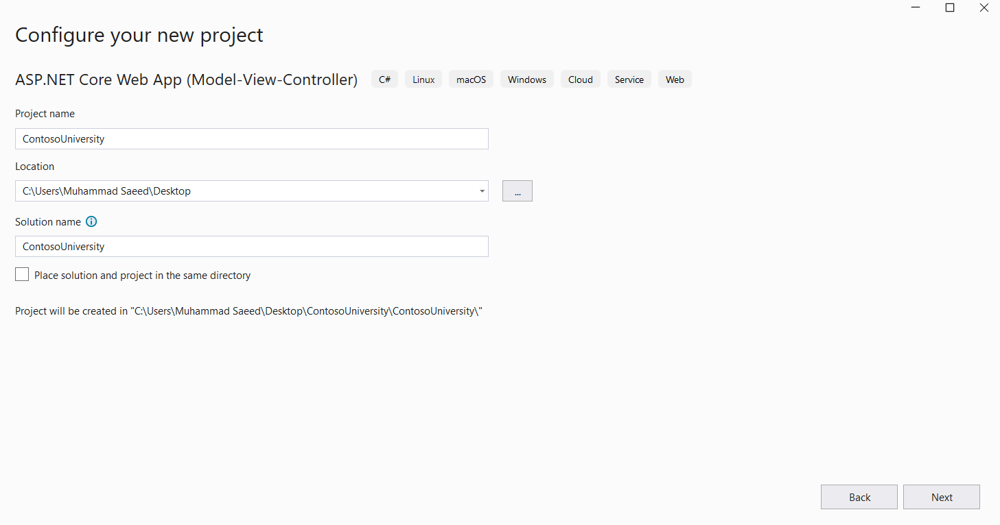 Configure your new project
ASP.NET Core Web App (Model-View-Controller) C# Linux macOS Windows Cloud Service Web
Project name
ContosoUniversity
Location
C:\Users\Muhammad Saeed\Desktop
...
Solution name
ContosoUniversity
Place solution and project in the same directory
Project will be created in "C:\Users\Muhammad Saeed\Desktop\ContosoUniversity\ContosoUniversity\"
Back Next